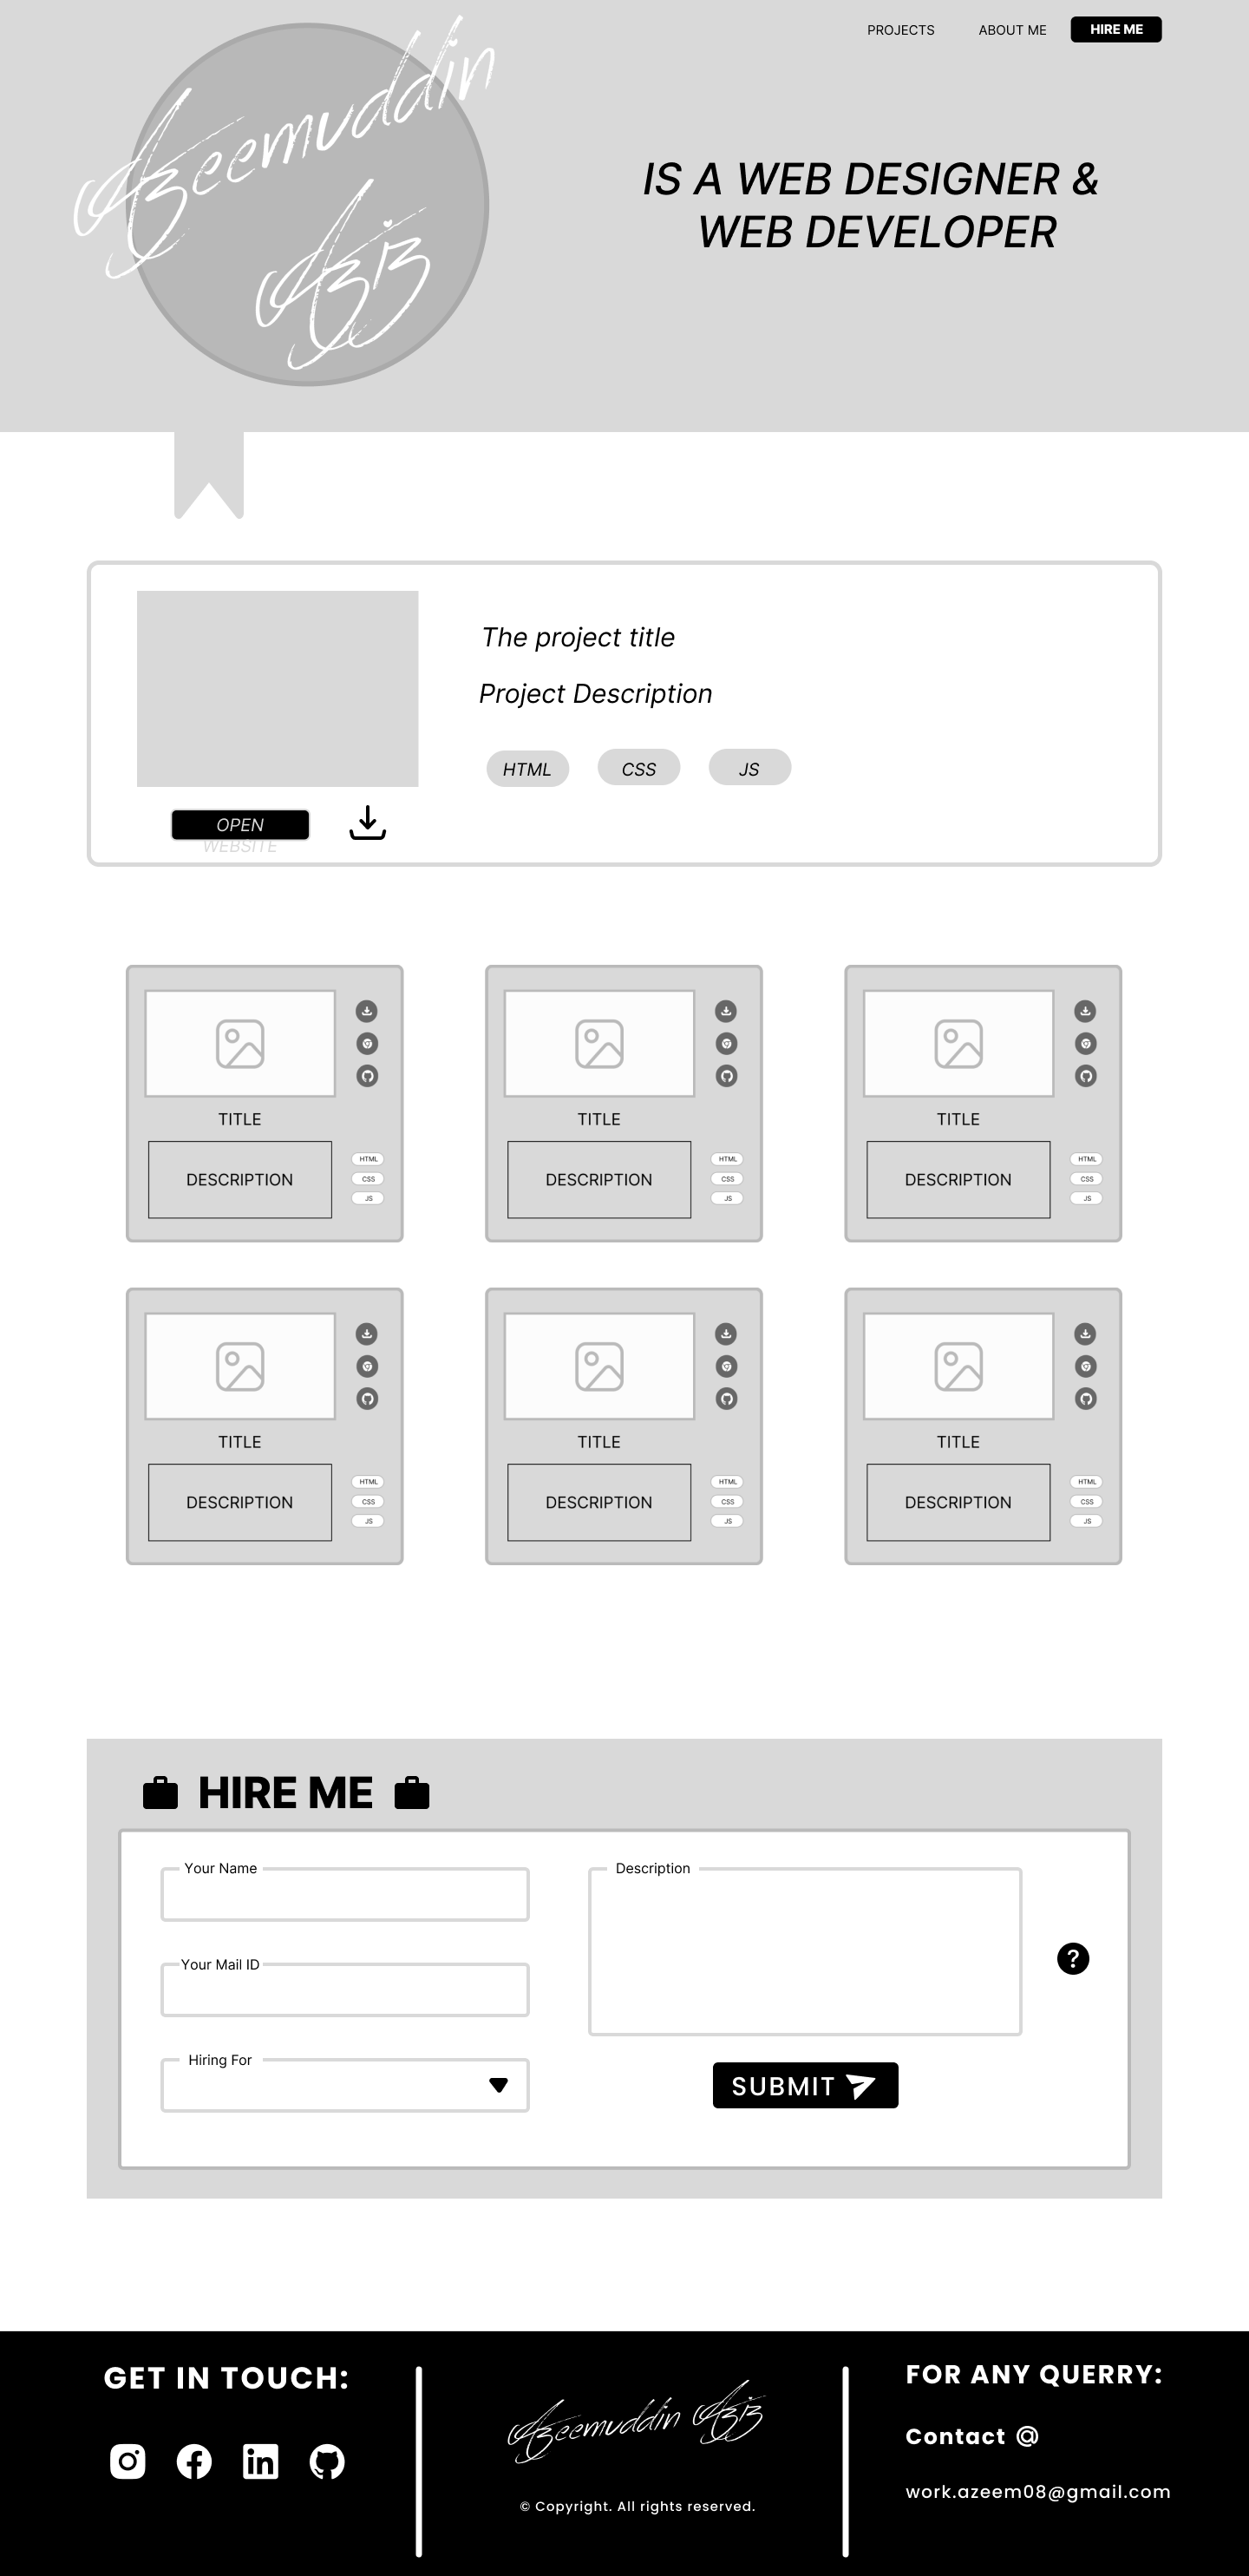 PROJECTS ABOUT ME HIRE ME
Azeemuddin
Aziz
IS A WEB DESIGNER &
WEB DEVELOPER
The project title
Project Description
HTML CSS JS
OPEN
WEBSITE
TITLE
DESCRIPTION
HTML
CSS
JS
TITLE
DESCRIPTION
HTML
CSS
JS
TITLE
DESCRIPTION
HTML
CSS
JS
TITLE
DESCRIPTION
HTML
CSS
JS
TITLE
DESCRIPTION
HTML
CSS
JS
TITLE
DESCRIPTION
HTML
CSS
JS
HIRE ME
Your Name
Your Mail ID
Hiring For
Description
?
SUBMIT
GET IN TOUCH:
Azeemuddin Aziz
© Copyright. All rights reserved.
FOR ANY QUERRY:
Contact @
work.azeem08@gmail.com